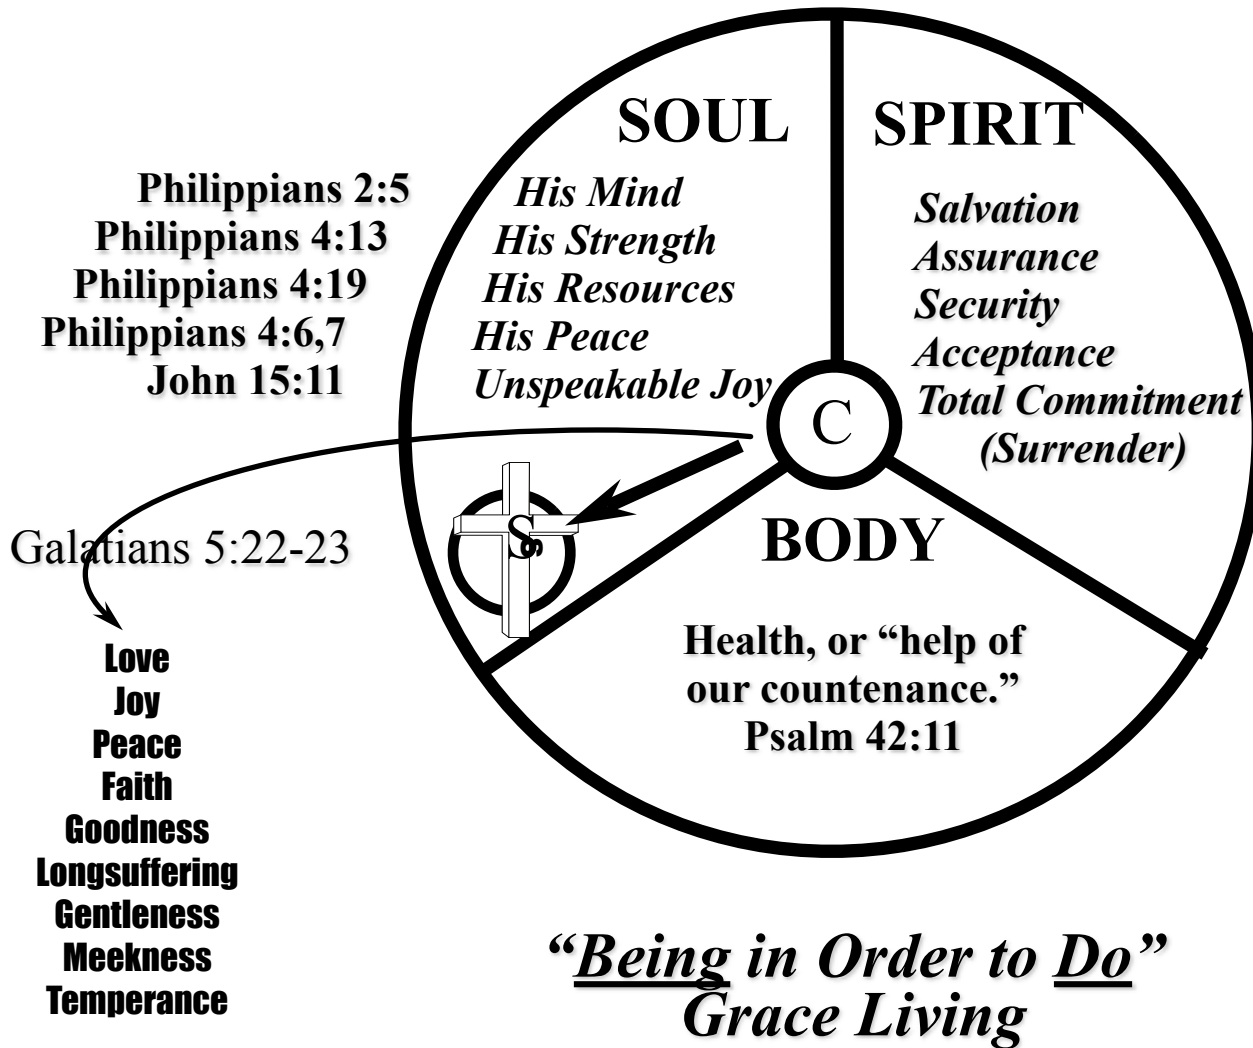 SOUL
SPIRIT
Philippians 2:5
Philippians 4:13
Philippians 4:19
Philippians 4:6,7
John 15:11
His Mind
His Strength
His Resources
His Peace
Unspeakable Joy
Salvation
Assurance
Security
Acceptance
Total Commitment
(Surrender)
C
S
Galatians 5:22-23
BODY
Health, or “help of
our countenance.”
Psalm 42:11
Love
Joy
Peace
Faith
Goodness
Longsuffering
Gentleness
Meekness
Temperance
“Being in Order to Do”
Grace Living